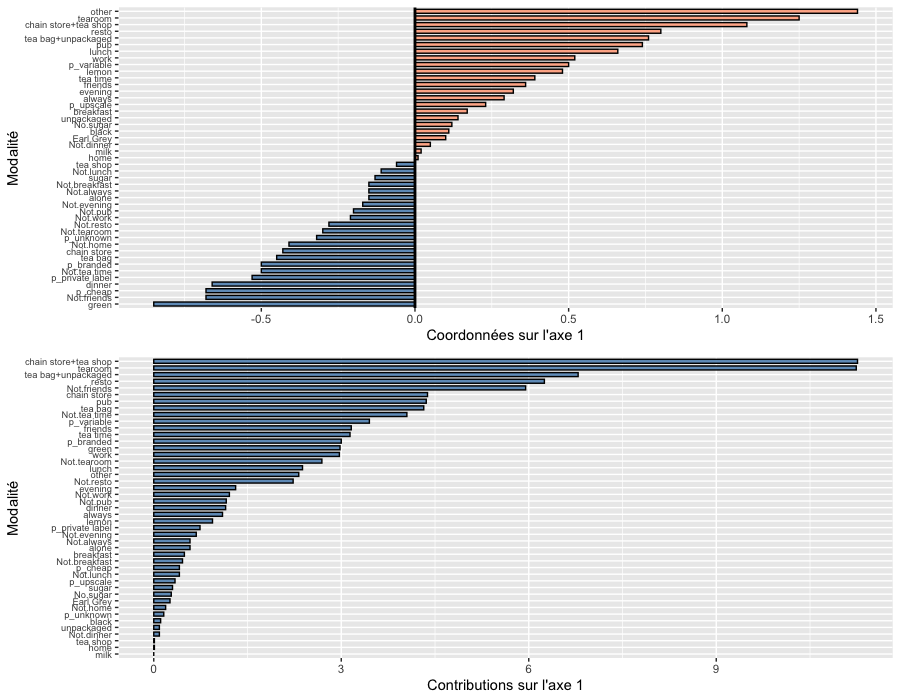 other
tearoom
chain store+tea shop
resto
tea bag+unpackaged
pub
lunch
work
p_variable
lemon
tea time
friends
evening
always
p_upscale
breakfast
unpackaged
No.sugar
black
Earl Grey
Not.dinner
milk
home
tea shop
Not.lunch
sugar
Not.breakfast
Not.always
alone
Not.evening
Not.pub
Not.work
Not.resto
Not.tearoom
p_unknown
Not.home
chain store
tea bag
p_branded
Not.tea time
p_private label
dinner
p_cheap
Not.friends
green
Modalité
-0.5 0.0 0.5 1.0 1.5
Coordonnées sur l'axe 1
chain store+tea shop
tearoom
tea bag+unpackaged
resto
Not.friends
chain store
pub
tea bag
Not.tea time
p_variable
friends
tea time
p_branded
green
work
Not.tearoom
lunch
other
Not.resto
evening
Not.work
Not.pub
dinner
always
lemon
p_private label
Not.evening
Not.always
alone
breakfast
Not.breakfast
p_cheap
Not.lunch
p_upscale
sugar
No.sugar
Earl Grey
Not.home
p_unknown
black
unpackaged
Not.dinner
tea shop
home
milk
Modalité
0 3 6 9
Contributions sur l'axe 1